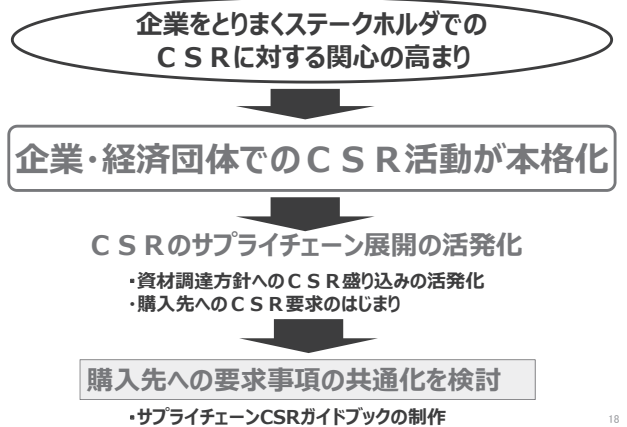 企業をとりまくステークホルダでの
ＣＳＲに対する関心の高まり
企業・経済団体でのＣＳＲ活動が本格化
ＣＳＲのサプライチェーン展開の活発化
・資材調達方針へのＣＳＲ盛り込みの活発化
・購入先へのＣＳＲ要求のはじまり
購入先への要求事項の共通化を検討
・サプライチェーンCSRガイドブックの制作
18